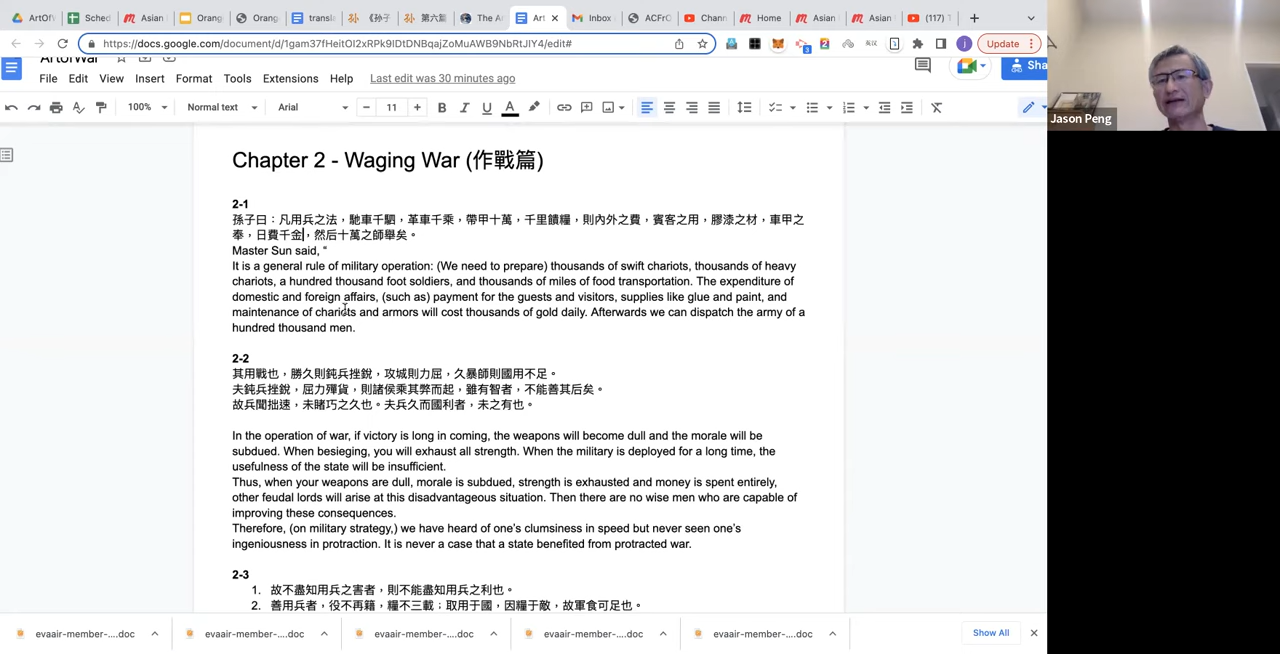 ArtOfW
Sched
Asian
Orang
Orang
transla
《孙子
第六篇
The A
Art
Inbox
ACFrO
Chann
Home
Asian
Asian
(117) T
https://docs.google.com/document/d/1gam37fHeitOI2xRPk9IDtDNBqajZoMuAWB9NbRtJIY4/edit#
Update
ArtOfWar
File Edit View Insert Format Tools Extensions Help Last edit was 30 minutes ago
Sha
100% Normal text Arial 11
Jason Peng
Chapter 2 - Waging War (作戰篇)
2-1
孫子曰：凡用兵之法，馳車千駟，革車千乘，帶甲十萬，千里饋糧，則內外之費，賓客之用，膠漆之材，車甲之
奉，日費千金，然后十萬之師舉矣。
Master Sun said, “
It is a general rule of military operation: (We need to prepare) thousands of swift chariots, thousands of heavy
chariots, a hundred thousand foot soldiers, and thousands of miles of food transportation. The expenditure of
domestic and foreign affairs, (such as) payment for the guests and visitors, supplies like glue and paint, and
maintenance of chariots and armors will cost thousands of gold daily. Afterwards we can dispatch the army of a
hundred thousand men.
2-2
其用戰也，勝久則鈍兵挫銳，攻城則力屈，久暴師則國用不足。
夫鈍兵挫銳，屈力殫貨，則諸侯乘其弊而起，雖有智者，不能善其后矣。
故兵聞拙速，未睹巧之久也。夫兵久而國利者，未之有也。
In the operation of war, if victory is long in coming, the weapons will become dull and the morale will be
subdued. When besieging, you will exhaust all strength. When the military is deployed for a long time, the
usefulness of the state will be insufficient.
Thus, when your weapons are dull, morale is subdued, strength is exhausted and money is spent entirely,
other feudal lords will arise at this disadvantageous situation. Then there are no wise men who are capable of
improving these consequences.
Therefore, (on military strategy,) we have heard of one’s clumsiness in speed but never seen one’s
ingeniousness in protraction. It is never a case that a state benefited from protracted war.
2-3
1. 故不盡知用兵之害者，則不能盡知用兵之利也。
2. 善用兵者，役不再籍，糧不三載；取用于國，因糧于敵，故軍食可足也。
evaair-member-....doc
evaair-member-....doc
evaair-member-....doc
evaair-member-....doc
evaair-member-....doc
Show All